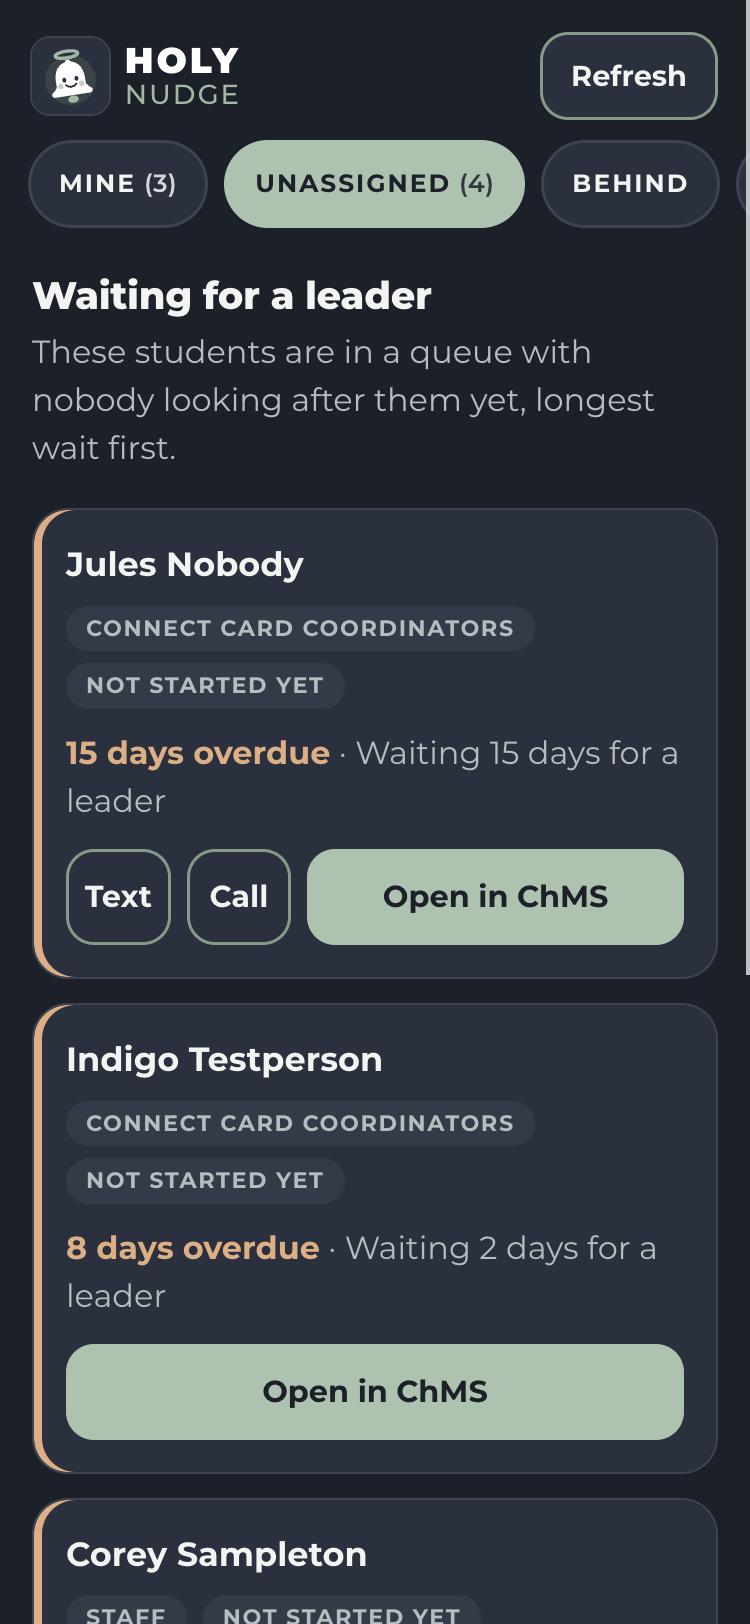 HOLY
NUDGE
Refresh
MINE (3)
UNASSIGNED (4)
BEHIND
Waiting for a leader
These students are in a queue with
nobody looking after them yet, longest
wait first.
Jules Nobody
CONNECT CARD COORDINATORS
NOT STARTED YET
15 days overdue · Waiting 15 days for a
leader
Text
Call
Open in ChMS
Indigo Testperson
CONNECT CARD COORDINATORS
NOT STARTED YET
8 days overdue · Waiting 2 days for a
leader
Open in ChMS
Corey Sampleton
STAFF
NOT STARTED YET